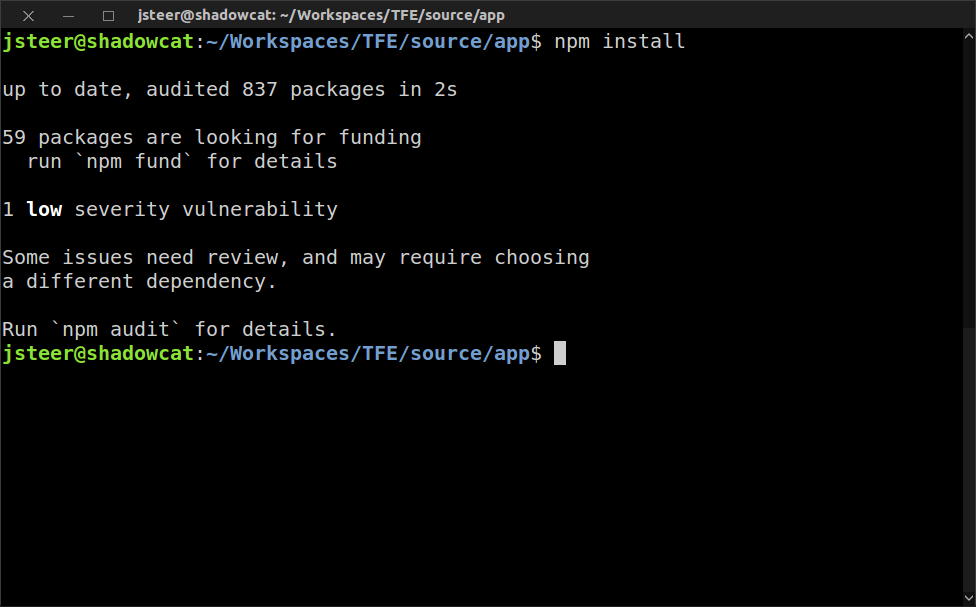 jsteer@shadowcat: ~/Workspaces/TFE/source/app
jsteer@shadowcat:~/Workspaces/TFE/source/app$ npm install
up to date, audited 837 packages in 2s
59 packages are looking for funding
  run `npm fund` for details
1 low severity vulnerability
Some issues need review, and may require choosing
a different dependency.
Run `npm audit` for details.
jsteer@shadowcat:~/Workspaces/TFE/source/app$